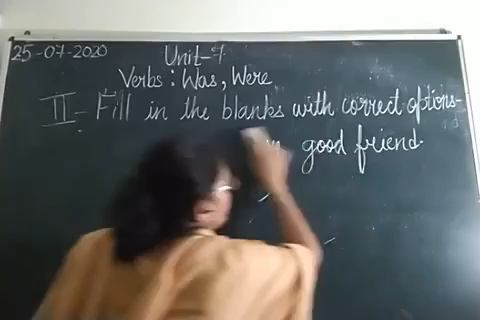 25-07-2020
Unit-7
Verbs: Was, Were
II- Fill in the blanks with correct options-
good friend.